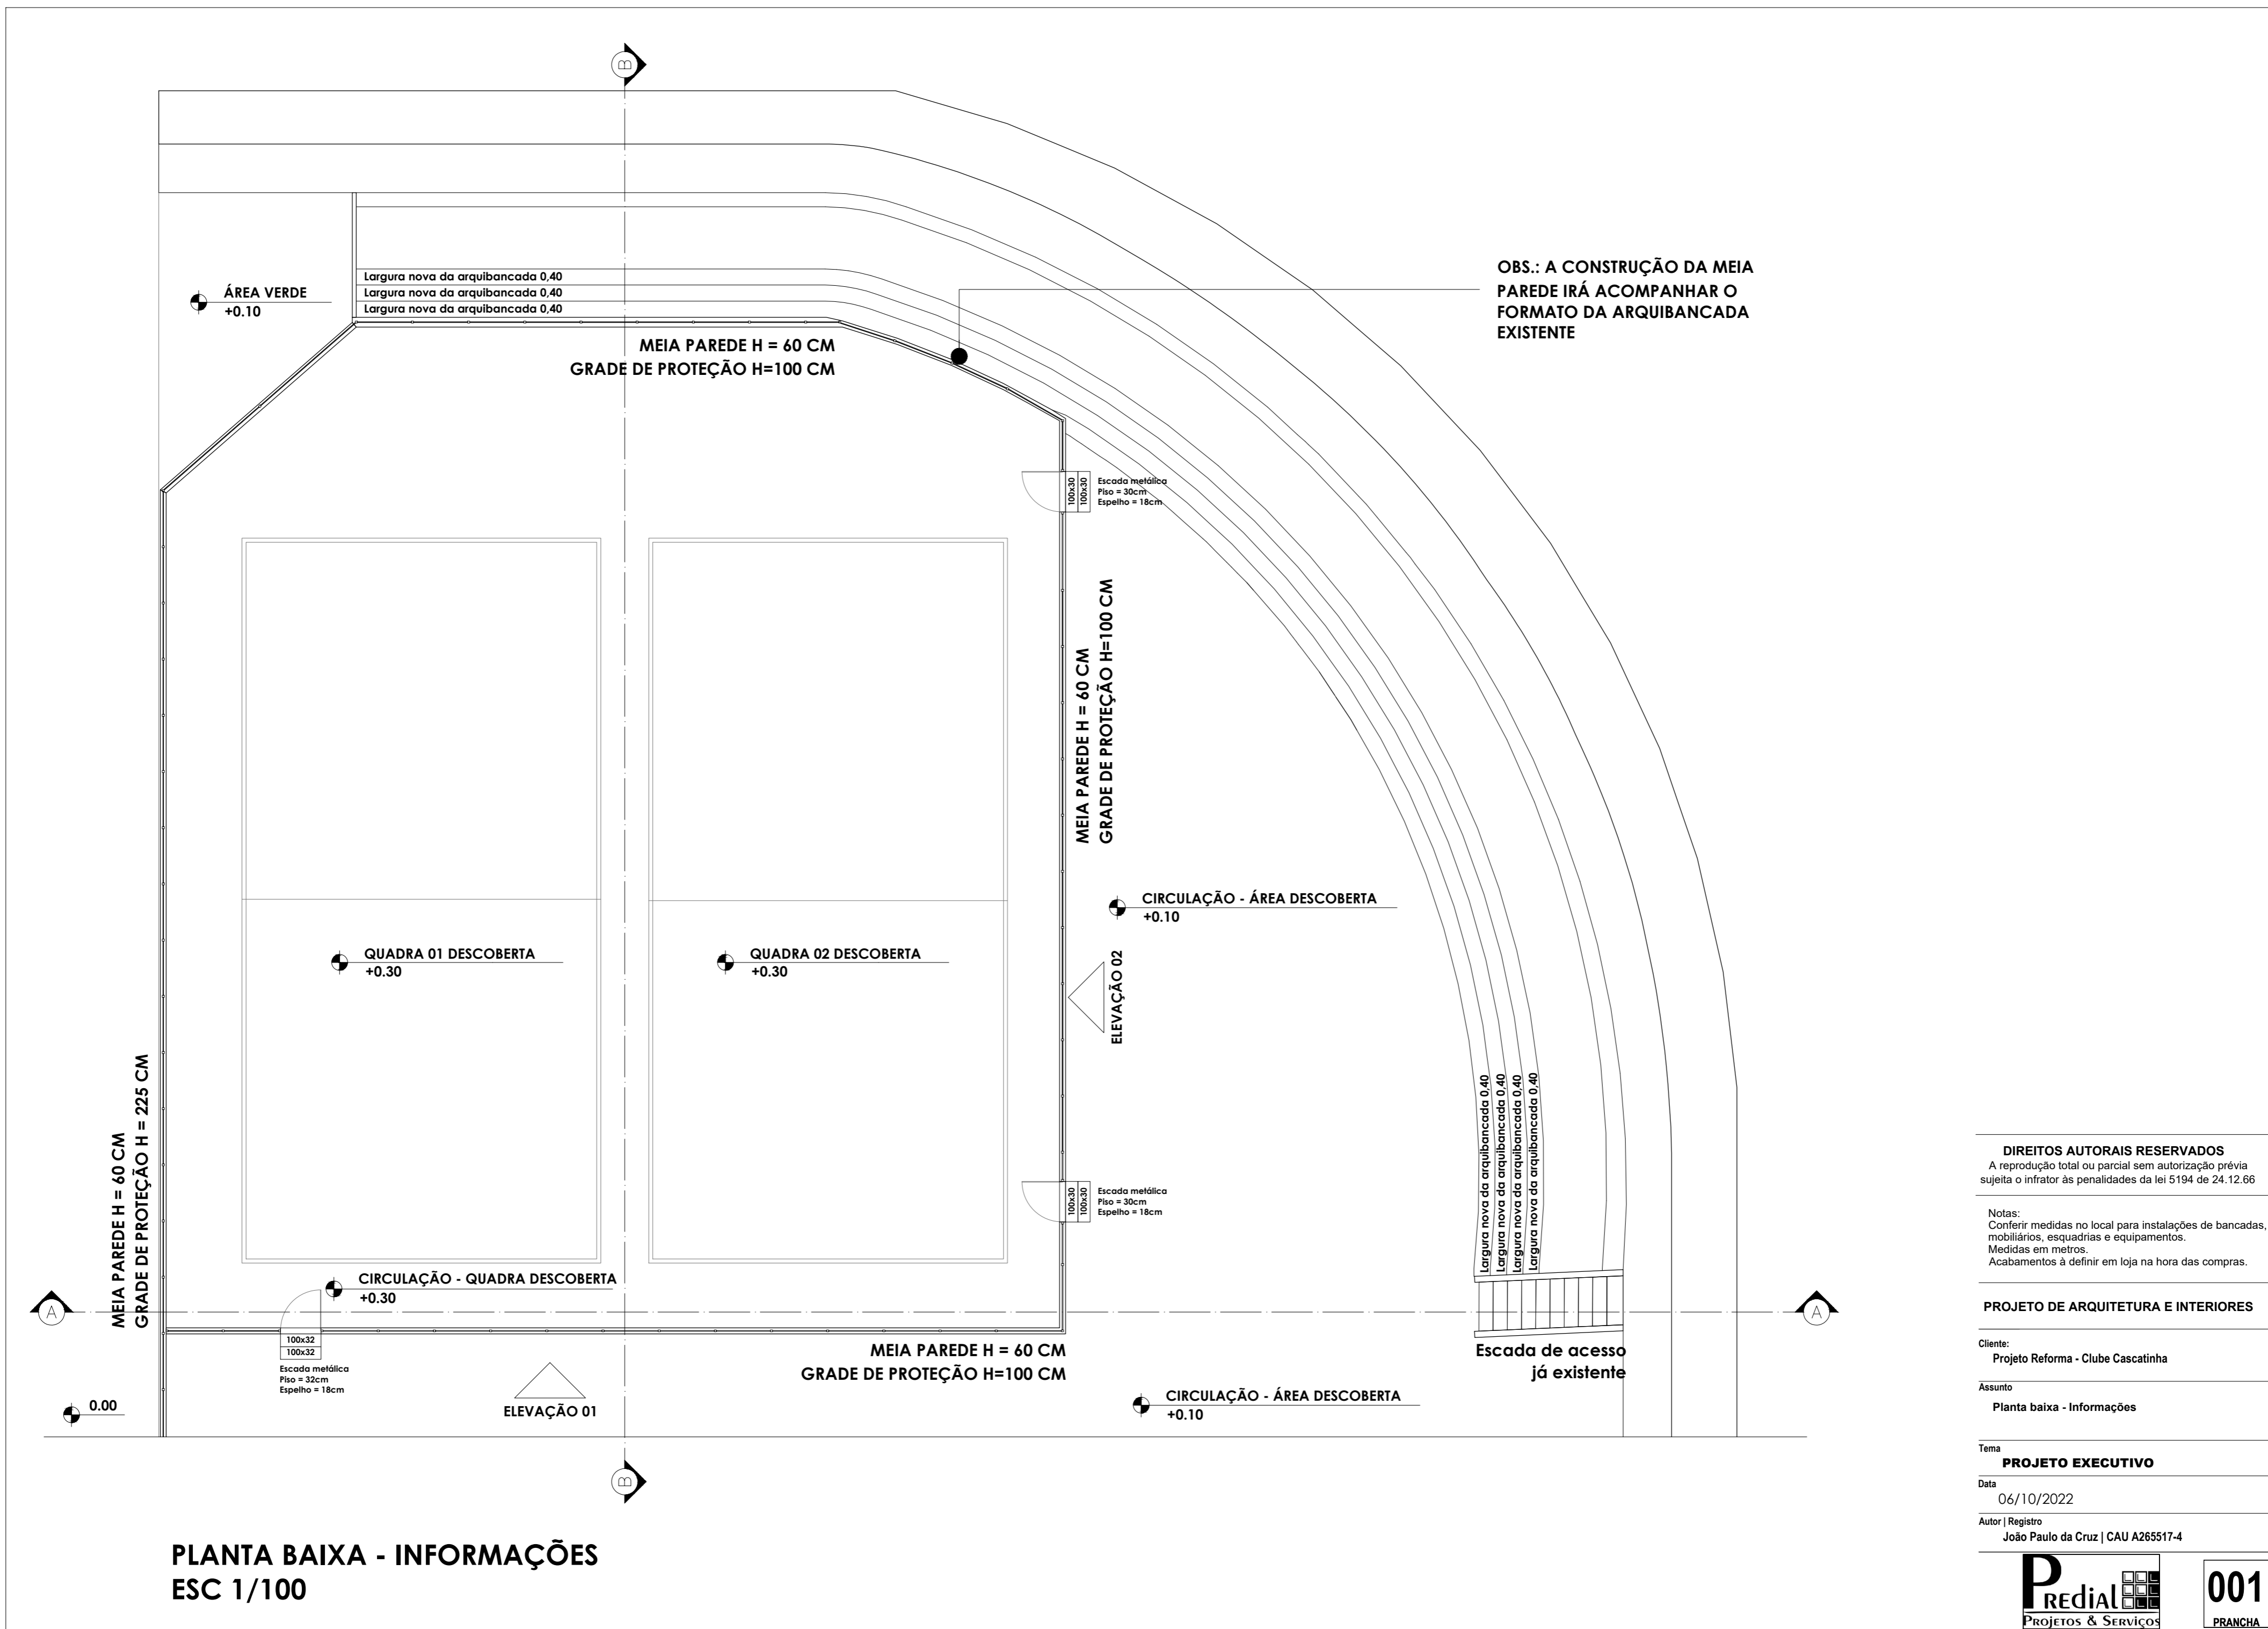 B
ÁREA VERDE
+0.10
Largura nova da arquibancada 0,40
Largura nova da arquibancada 0,40
Largura nova da arquibancada 0,40
MEIA PAREDE H = 60 CM
GRADE DE PROTEÇÃO H=100 CM
OBS.: A CONSTRUÇÃO DA MEIA
PAREDE IRÁ ACOMPANHAR O
FORMATO DA ARQUIBANCADA
EXISTENTE
100x30
100x30
Escada metálica
Piso = 30cm
Espelho = 18cm
MEIA PAREDE H = 60 CM
GRADE DE PROTEÇÃO H=100 CM
CIRCULAÇÃO - ÁREA DESCOBERTA
+0.10
QUADRA 01 DESCOBERTA
+0.30
QUADRA 02 DESCOBERTA
+0.30
ELEVAÇÃO 02
MEIA PAREDE H = 60 CM
GRADE DE PROTEÇÃO H = 225 CM
Largura nova da arquibancada 0,40
Largura nova da arquibancada 0,40
Largura nova da arquibancada 0,40
Largura nova da arquibancada 0,40
100x30
100x30
Escada metálica
Piso = 30cm
Espelho = 18cm
CIRCULAÇÃO - QUADRA DESCOBERTA
+0.30
A
A
100x32
100x32
Escada metálica
Piso = 32cm
Espelho = 18cm
MEIA PAREDE H = 60 CM
GRADE DE PROTEÇÃO H=100 CM
Escada de acesso
já existente
0.00
ELEVAÇÃO 01
CIRCULAÇÃO - ÁREA DESCOBERTA
+0.10
B
PLANTA BAIXA - INFORMAÇÕES
ESC 1/100
DIREITOS AUTORAIS RESERVADOS
A reprodução total ou parcial sem autorização prévia
sujeita o infrator às penalidades da lei 5194 de 24.12.66
Notas:
Conferir medidas no local para instalações de bancadas,
mobiliários, esquadrias e equipamentos.
Medidas em metros.
Acabamentos à definir em loja na hora das compras.
PROJETO DE ARQUITETURA E INTERIORES
Cliente:
Projeto Reforma - Clube Cascatinha
Assunto
Planta baixa - Informações
Tema
PROJETO EXECUTIVO
Data
06/10/2022
Autor | Registro
João Paulo da Cruz | CAU A265517-4
PREdiAl
PROJETOS & SERVIÇOS
001
PRANCHA